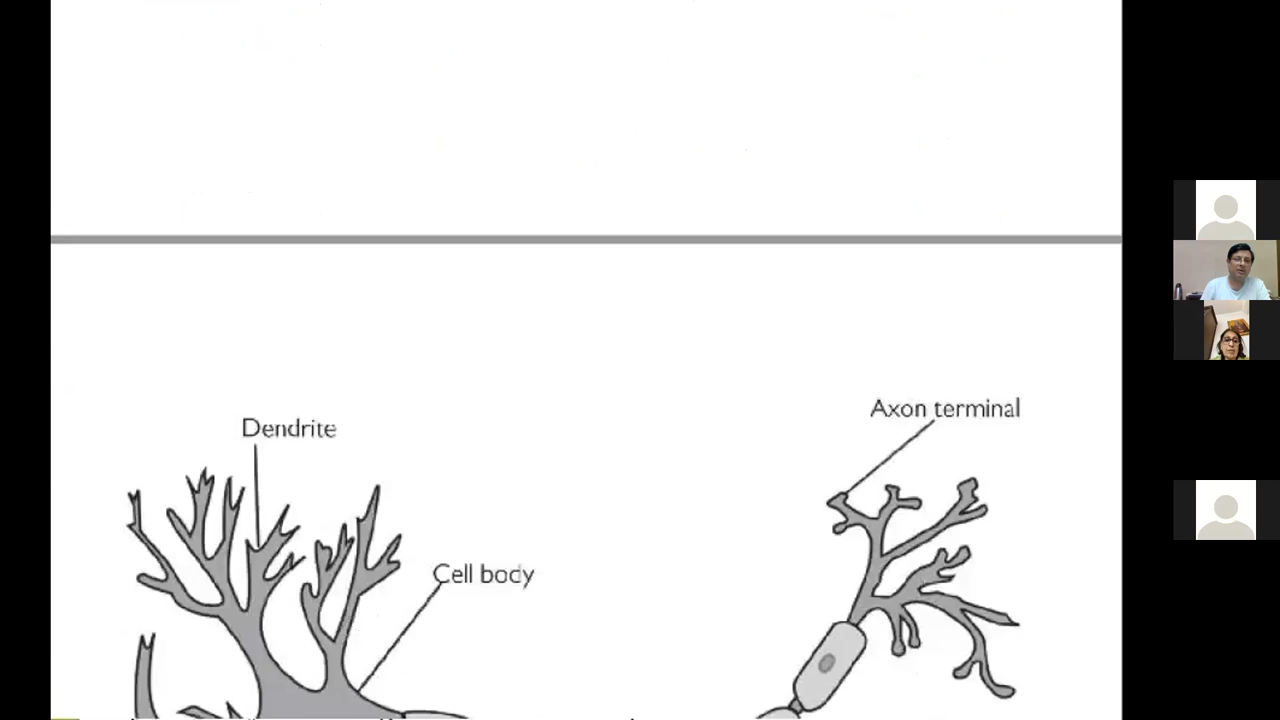 Axon terminal
Dendrite
Cell body